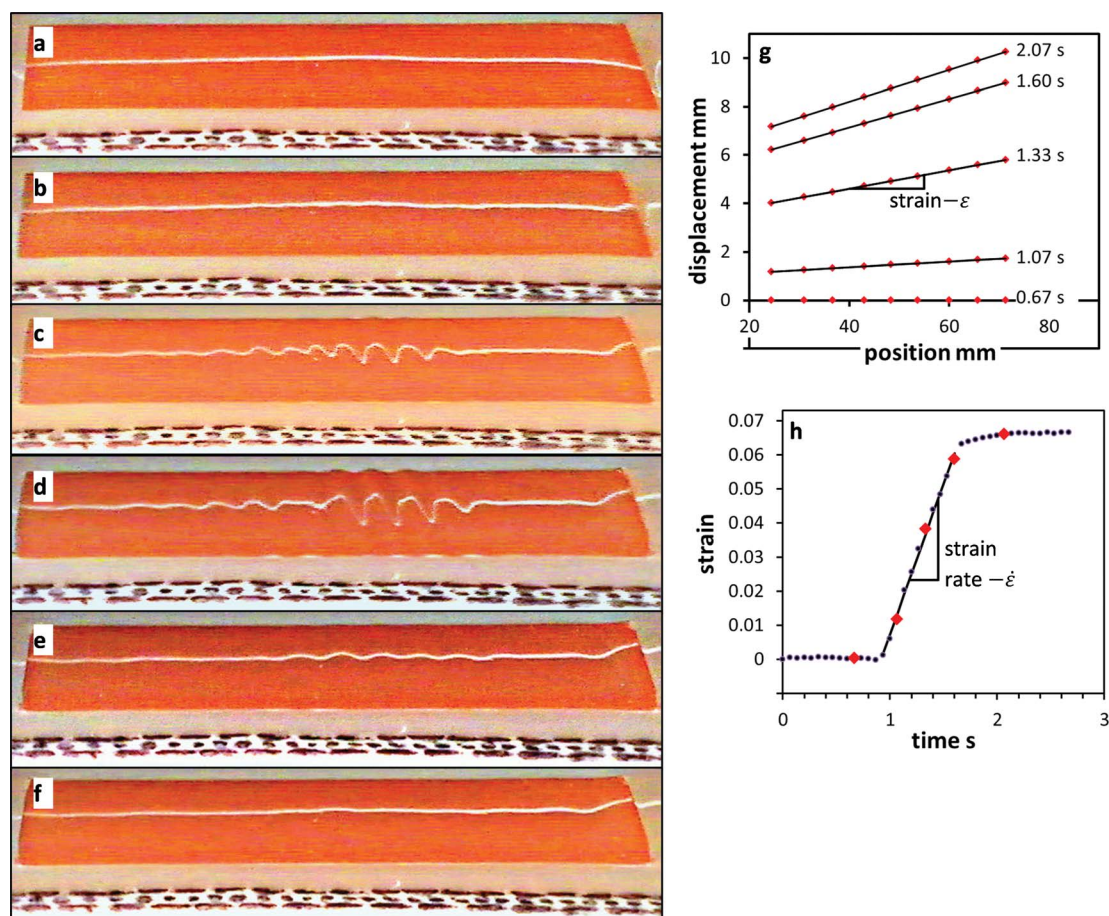 a
b
c
d
e
f
g
displacement mm
10
8
6
4
2
0
2.07 s
1.60 s
1.33 s
1.07 s
0.67 s
strain–ε
20 40 60 80
position mm
h
strain
0.07
0.06
0.05
0.04
0.03
0.02
0.01
0
strain
rate –ε̇
0 1 2 3
time s